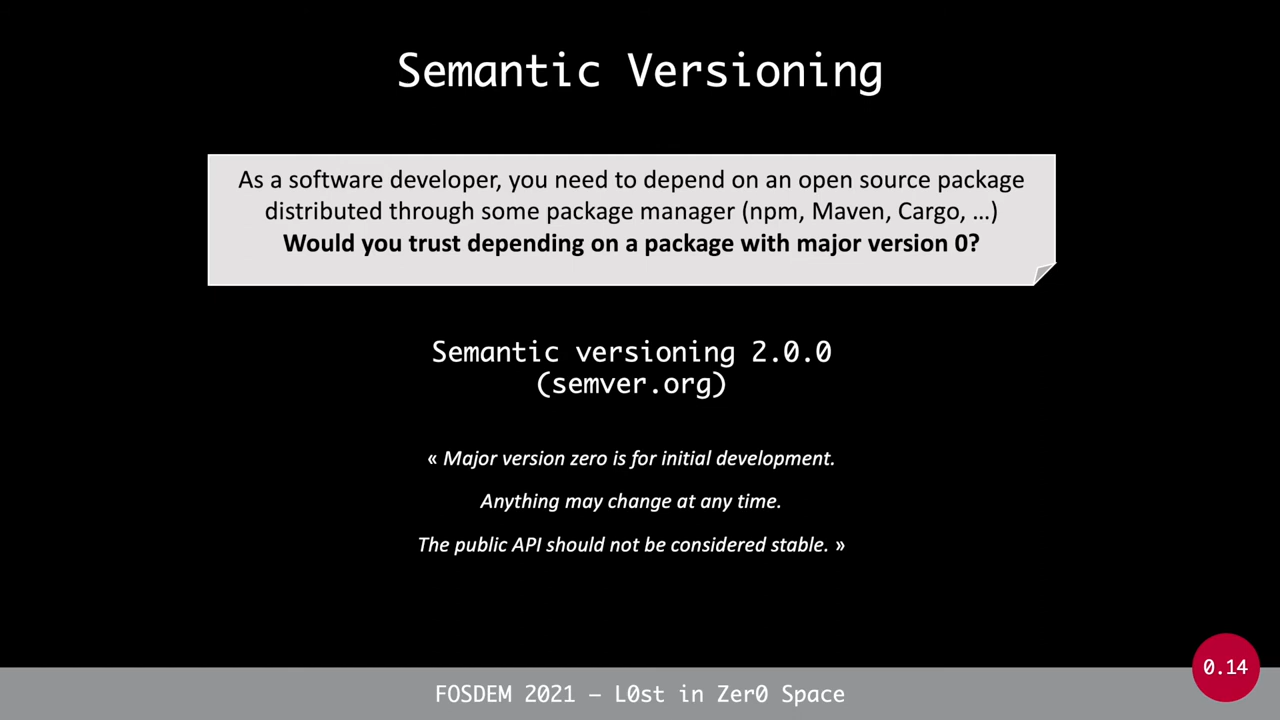 Semantic Versioning
As a software developer, you need to depend on an open source package
distributed through some package manager (npm, Maven, Cargo, …)
Would you trust depending on a package with major version 0?
Semantic versioning 2.0.0
(semver.org)
« Major version zero is for initial development.
Anything may change at any time.
The public API should not be considered stable. »
0.14
FOSDEM 2021 – L0st in Zer0 Space